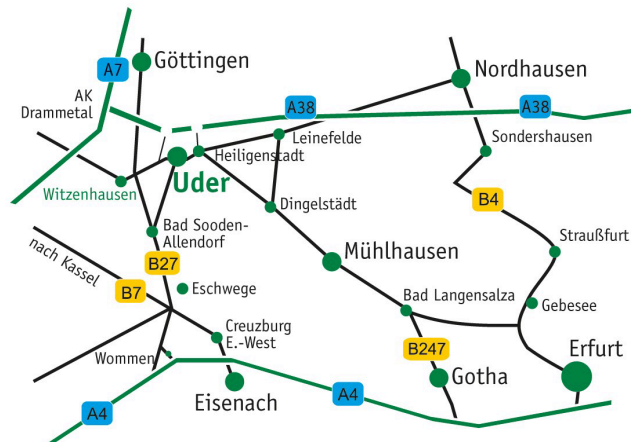 Göttingen
A7
Nordhausen
AK
Drammetal
A38
A38
Leinefelde
Sondershausen
Heiligenstadt
Uder
Witzenhausen
B4
Dingelstädt
Bad Sooden-
Allendorf
Straußfurt
nach Kassel
Mühlhausen
B27
Eschwege
B7
Bad Langensalza
Gebesee
Creuzburg
E.-West
Wommen
B247
Erfurt
Gotha
Eisenach
A4
A4